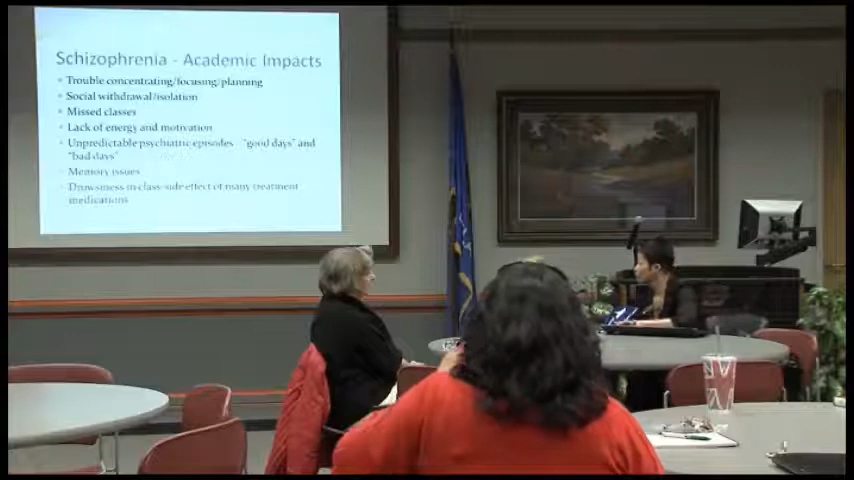 Schizophrenia - Academic Impacts
Trouble concentrating/focusing/planning
Social withdrawal/isolation
Missed classes
Lack of energy and motivation
Unpredictable psychiatric episodes - "good days" and
"bad days"
Memory issues
Drowsiness in class-side effect of many treatment
medications